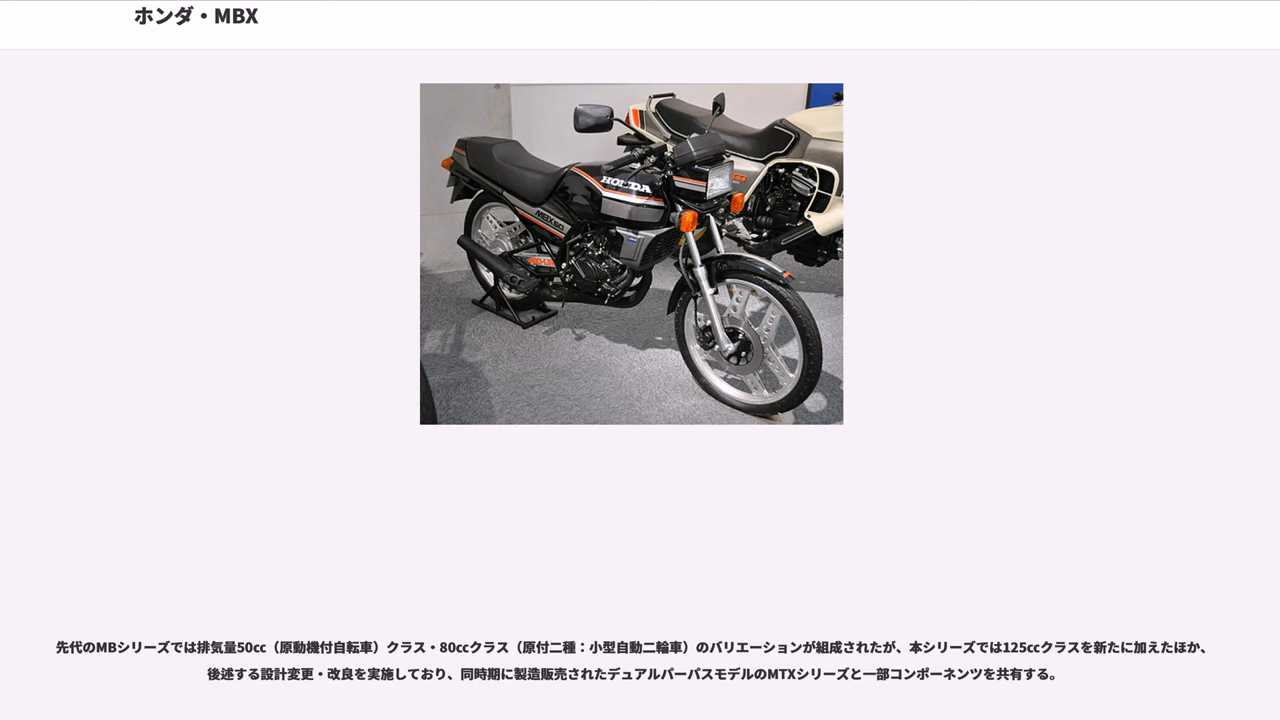 ホンダ・MBX
HONDA
MBX50
先代のMBシリーズでは排気量50cc（原動機付自転車）クラス・80ccクラス（原付二種：小型自動二輪車）のバリエーションが組成されたが、本シリーズでは125ccクラスを新たに加えたほか、
後述する設計変更・改良を実施しており、同時期に製造販売されたデュアルパーパスモデルのMTXシリーズと一部コンポーネンツを共有する。